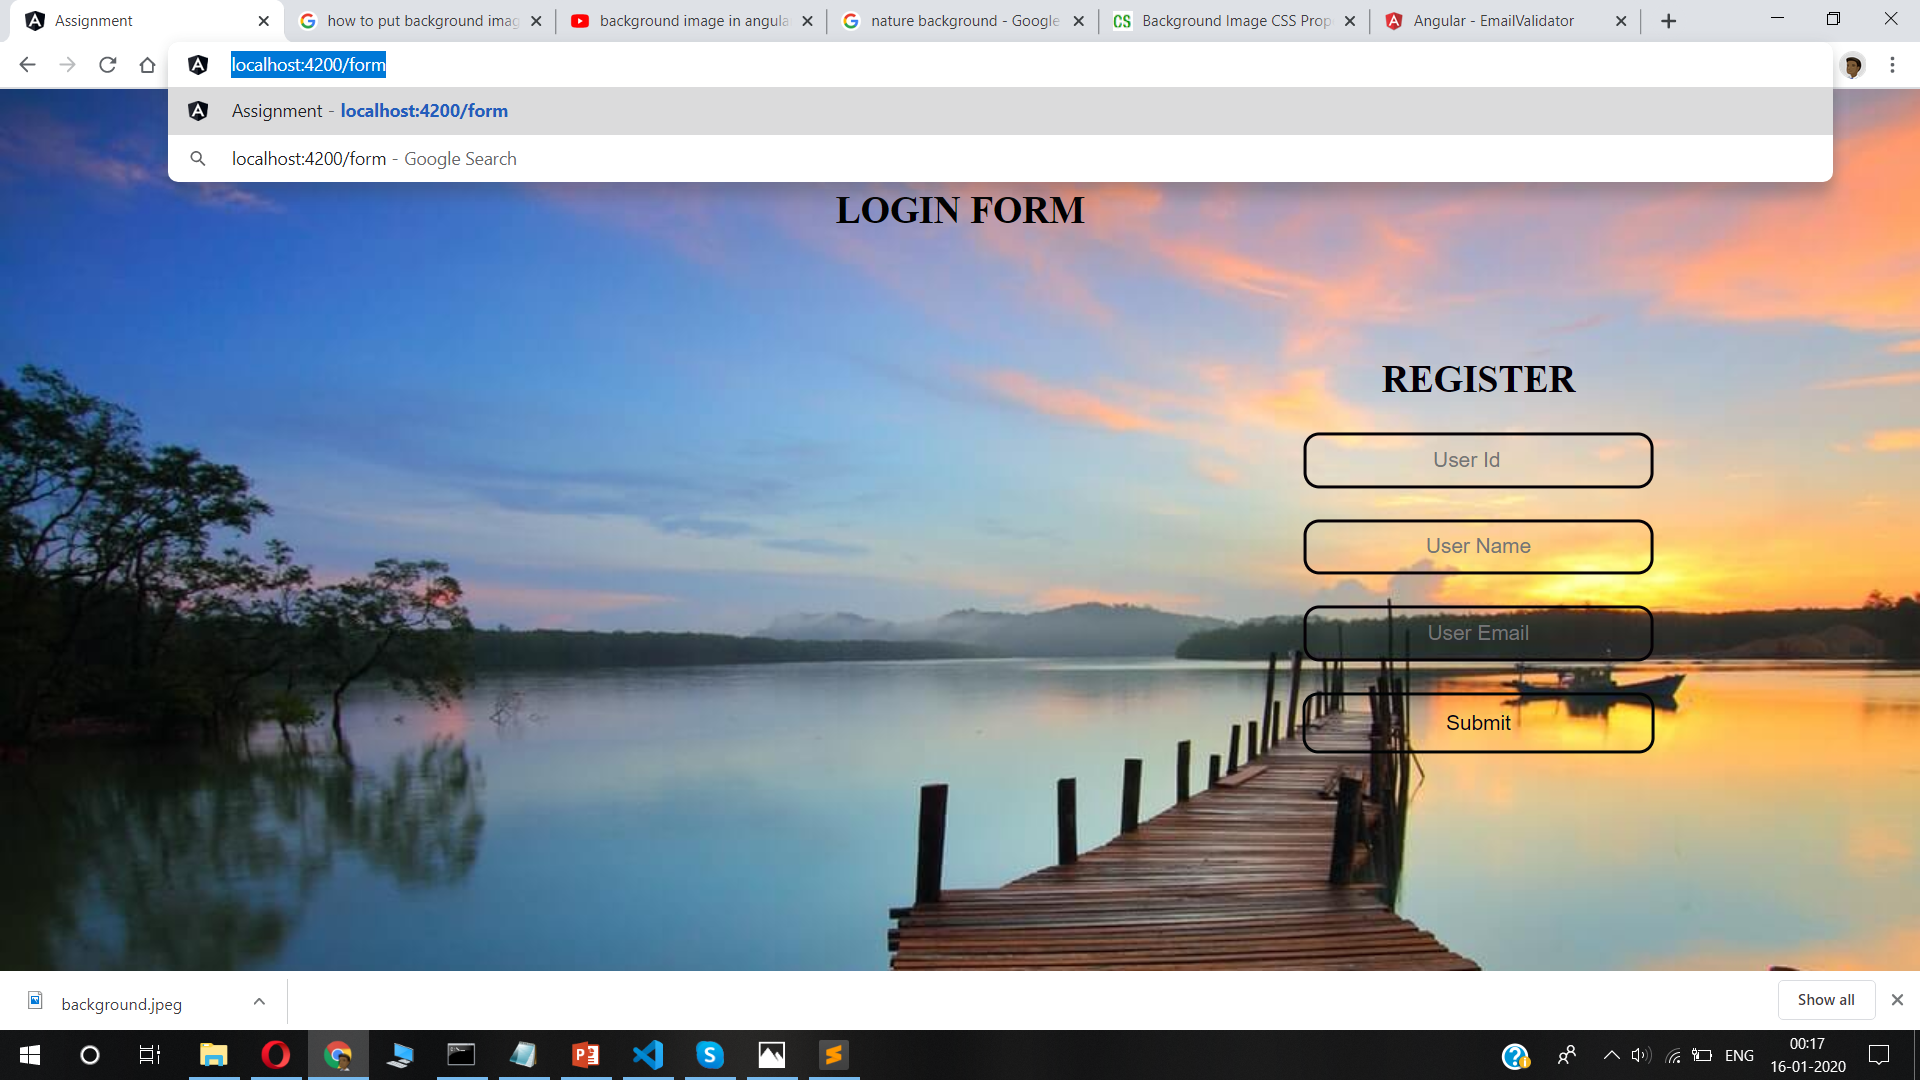 Assignment
how to put background imag
background image in angula
nature background - Google
CS
Background Image CSS Prop
Angular - EmailValidator
localhost:4200/form
Assignment - localhost:4200/form
localhost:4200/form - Google Search
LOGIN FORM
REGISTER
User Id
User Name
User Email
Submit
background.jpeg
Show all
ENG
00:17
16-01-2020